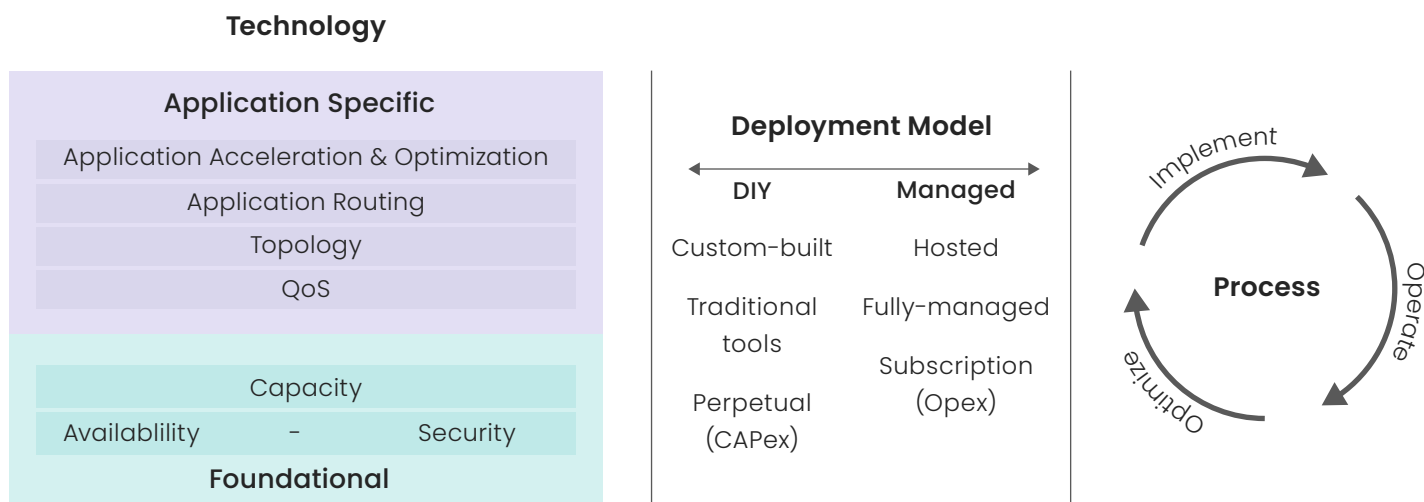 Technology
Application Specific
Application Acceleration & Optimization
Application Routing
Topology
QoS
Capacity
Availablility - Security
Foundational
Deployment Model
DIY Managed
Custom-built Hosted
Traditional
tools
Fully-managed
Perpetual
(CAPex)
Subscription
(Opex)
Implement
Operate
Optimize
Process